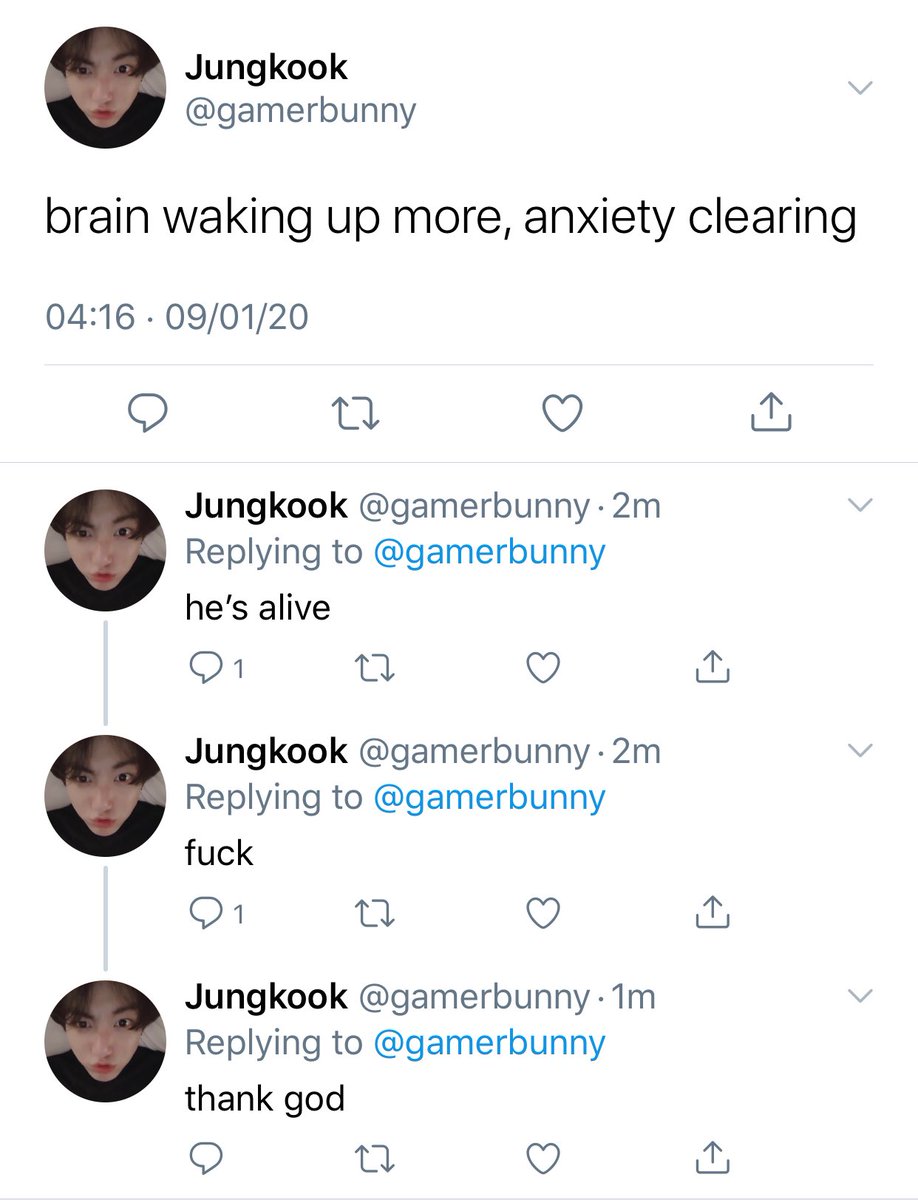 Jungkook
@gamerbunny
brain waking up more, anxiety clearing
04:16 · 09/01/20
Jungkook @gamerbunny · 2m
Replying to @gamerbunny
he’s alive
1
Jungkook @gamerbunny · 2m
Replying to @gamerbunny
fuck
1
Jungkook @gamerbunny · 1m
Replying to @gamerbunny
thank god